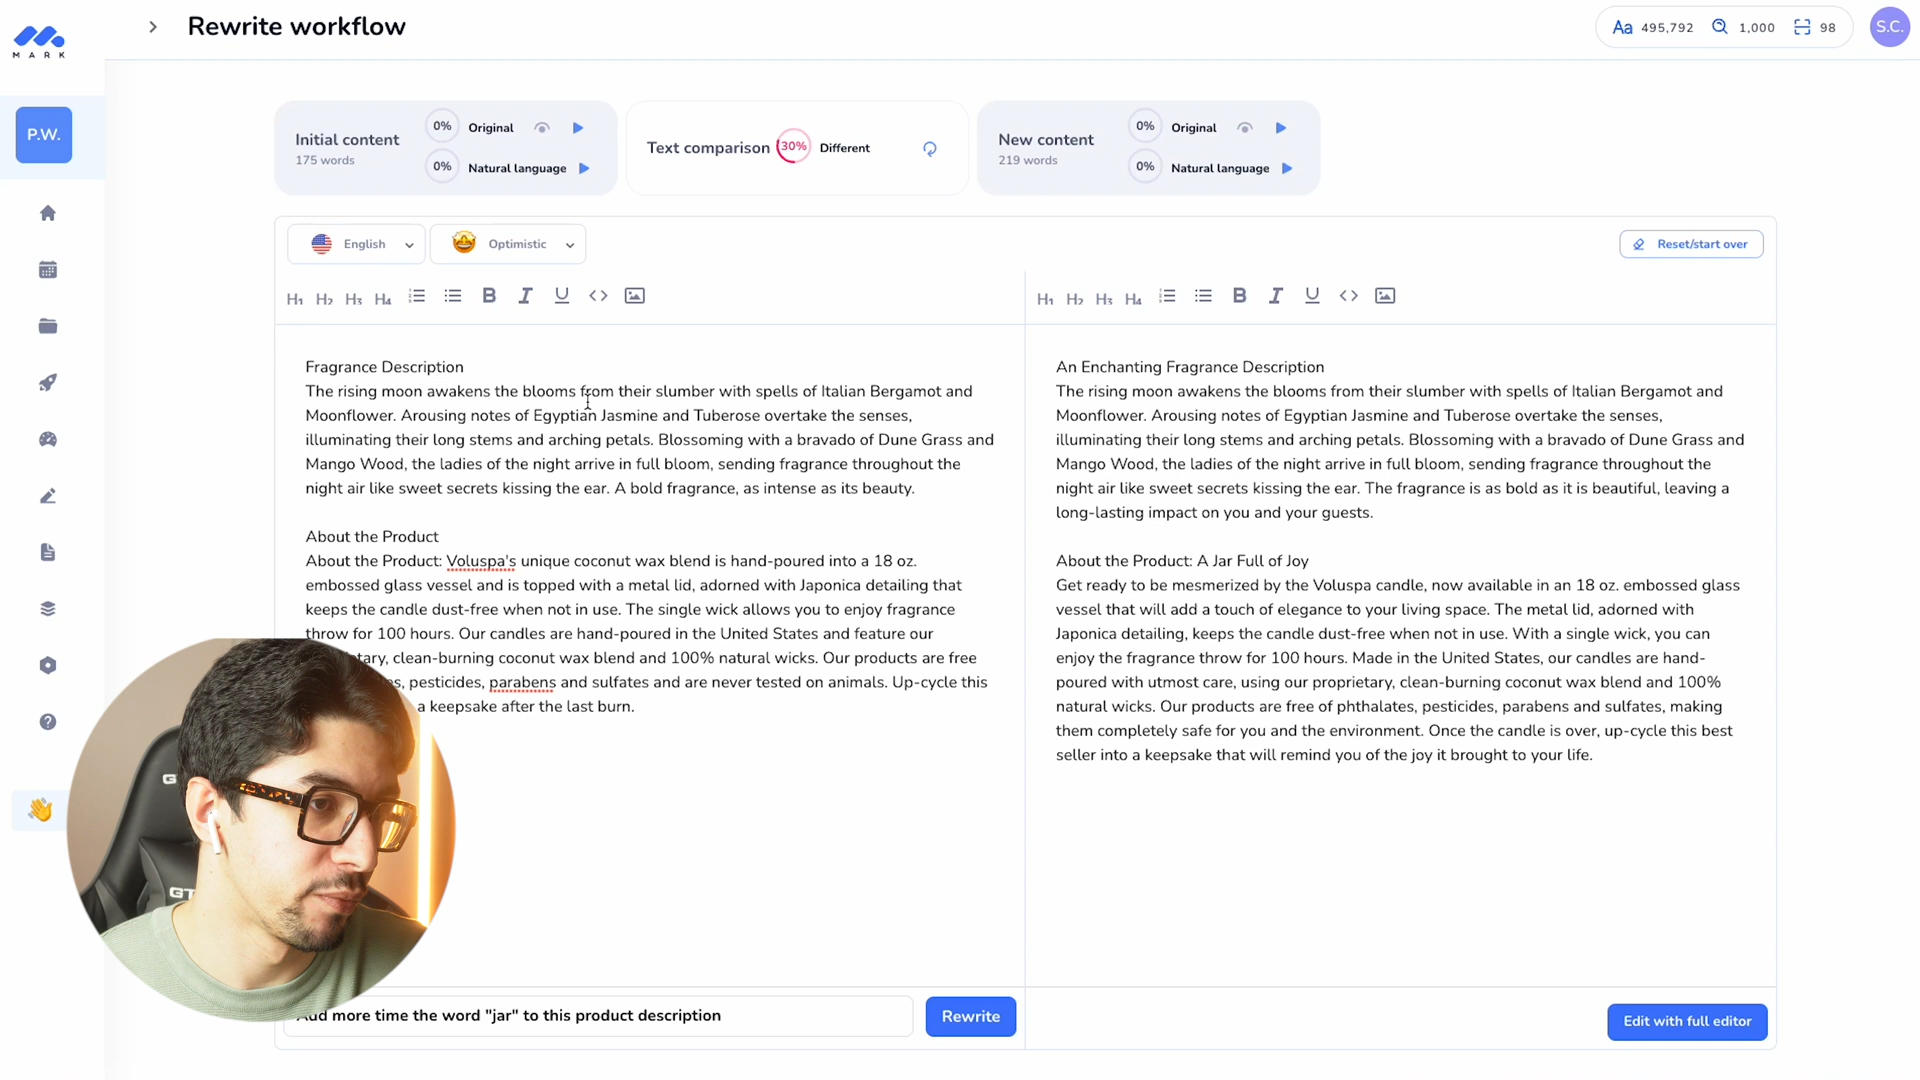 MARK
Rewrite workflow
Aa 495,792 1,000 98
S.C.
P.W.
Initial content
175 words
0% Original
0% Natural language
Text comparison 30% Different
New content
219 words
0% Original
0% Natural language
English
Optimistic
Reset/start over
H1 H2 H3 H4 B I U <>
H1 H2 H3 H4 B I U <>
Fragrance Description
The rising moon awakens the blooms from their slumber with spells of Italian Bergamot and
Moonflower. Arousing notes of Egyptian Jasmine and Tuberose overtake the senses,
illuminating their long stems and arching petals. Blossoming with a bravado of Dune Grass and
Mango Wood, the ladies of the night arrive in full bloom, sending fragrance throughout the
night air like sweet secrets kissing the ear. A bold fragrance, as intense as its beauty.
About the Product
About the Product: Voluspa's unique coconut wax blend is hand-poured into a 18 oz.
embossed glass vessel and is topped with a metal lid, adorned with Japonica detailing that
keeps the candle dust-free when not in use. The single wick allows you to enjoy fragrance
throw for 100 hours. Our candles are hand-poured in the United States and feature our
clean-burning coconut wax blend and 100% natural wicks. Our products are free
pesticides, parabens and sulfates and are never tested on animals. Up-cycle this
a keepsake after the last burn.
An Enchanting Fragrance Description
The rising moon awakens the blooms from their slumber with spells of Italian Bergamot and
Moonflower. Arousing notes of Egyptian Jasmine and Tuberose overtake the senses,
illuminating their long stems and arching petals. Blossoming with a bravado of Dune Grass and
Mango Wood, the ladies of the night arrive in full bloom, sending fragrance throughout the
night air like sweet secrets kissing the ear. The fragrance is as bold as it is beautiful, leaving a
long-lasting impact on you and your guests.
About the Product: A Jar Full of Joy
Get ready to be mesmerized by the Voluspa candle, now available in an 18 oz. embossed glass
vessel that will add a touch of elegance to your living space. The metal lid, adorned with
Japonica detailing, keeps the candle dust-free when not in use. With a single wick, you can
enjoy the fragrance throw for 100 hours. Made in the United States, our candles are hand-
poured with utmost care, using our proprietary, clean-burning coconut wax blend and 100%
natural wicks. Our products are free of phthalates, pesticides, parabens and sulfates, making
them completely safe for you and the environment. Once the candle is over, up-cycle this best
seller into a keepsake that will remind you of the joy it brought to your life.
GT
Add more time the word "jar" to this product description
Rewrite
Edit with full editor